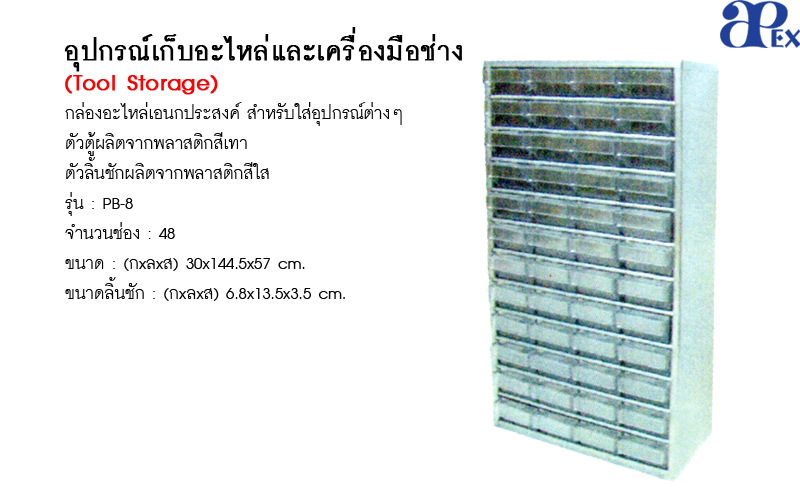 APEX
อุปกรณ์เก็บอะไหล่และเครื่องมือช่าง
(Tool Storage)
กล่องอะไหล่เอนกประสงค์ สำหรับใส่อุปกรณ์ต่างๆ
ตัวตู้ผลิตจากพลาสติกสีเทา
ตัวลิ้นชักผลิตจากพลาสติกสีใส
รุ่น : PB-8
จำนวนช่อง : 48
ขนาด : (กxลxส) 30x144.5x57 cm.
ขนาดลิ้นชัก : (กxลxส) 6.8x13.5x3.5 cm.